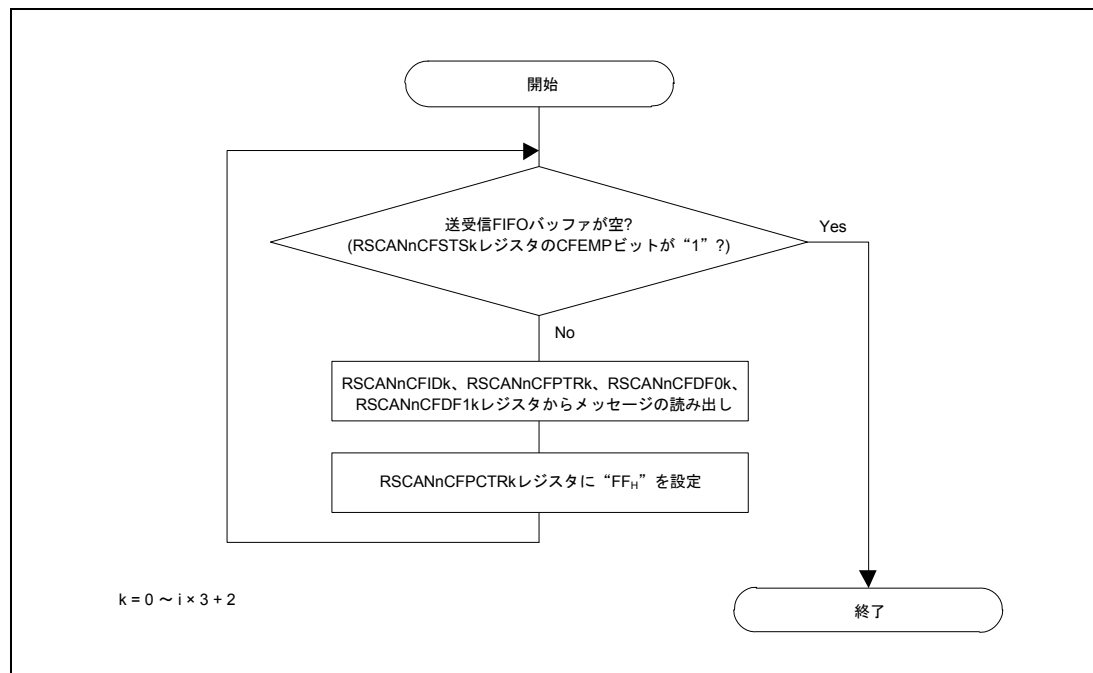 開始
送受信FIFOバッファが空?
(RSCANnCFSTSkレジスタのCFEMPビットが“1”?)
Yes
No
RSCANnCFIDk、RSCANnCFPTRk、RSCANnCFDF0k、
RSCANnCFDF1kレジスタからメッセージの読み出し
RSCANnCFPCTRkレジスタに“FFH”を設定
k = 0 ～ i × 3 + 2
終了